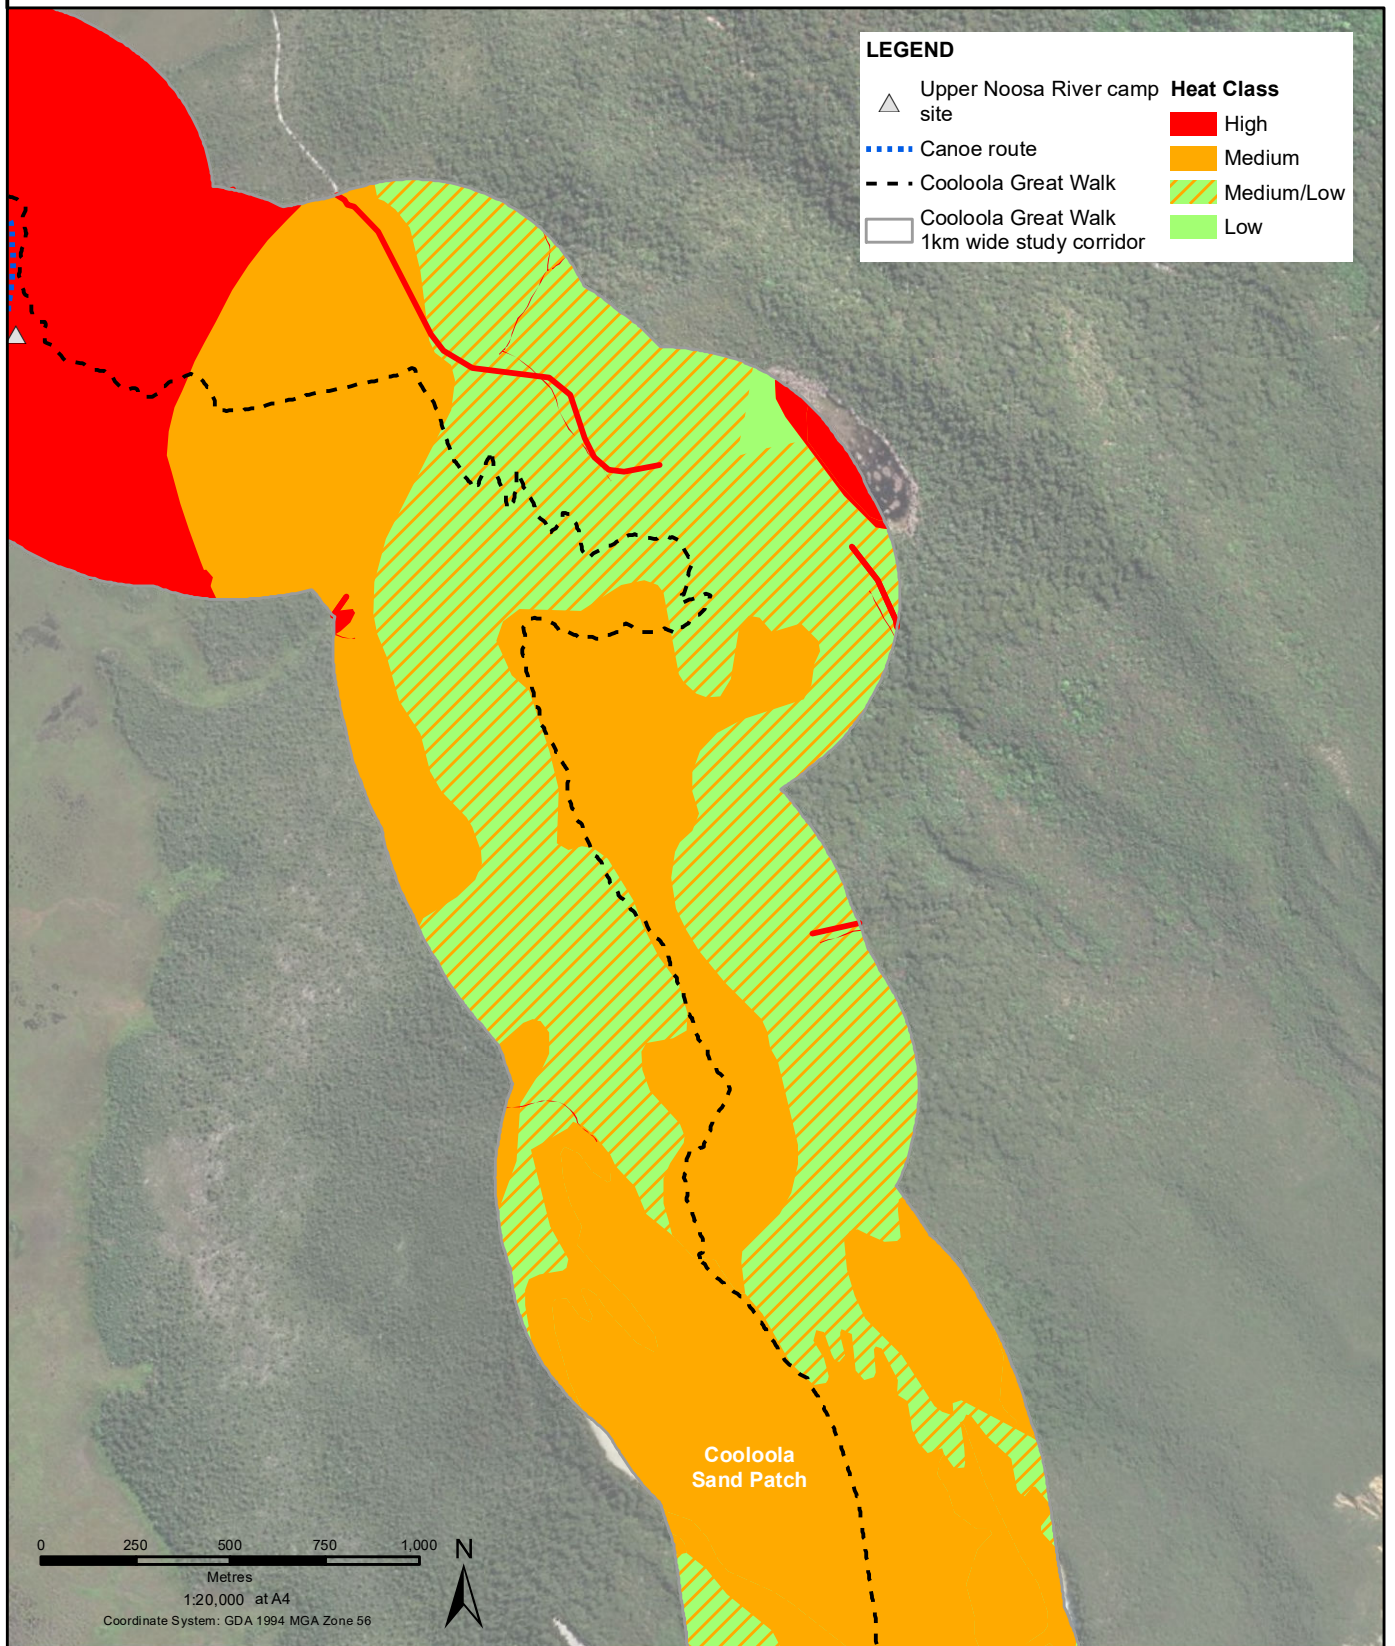 LEGEND
Upper Noosa River camp
site
Canoe route
Cooloola Great Walk
Cooloola Great Walk
1km wide study corridor
Heat Class
High
Medium
Medium/Low
Low
Cooloola
Sand Patch
0 250 500 750 1,000
Metres
1:20,000 at A4
Coordinate System: GDA 1994 MGA Zone 56
N